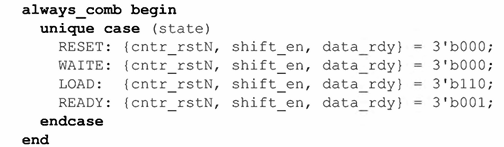 always_comb begin
unique case (state)
RESET: {cntr_rstN, shift_en, data_rdy} = 3'b000;
WAITE: {cntr_rstN, shift_en, data_rdy} = 3'b000;
LOAD: {cntr_rstN, shift_en, data_rdy} = 3'b110;
READY: {cntr_rstN, shift_en, data_rdy} = 3'b001;
endcase
end